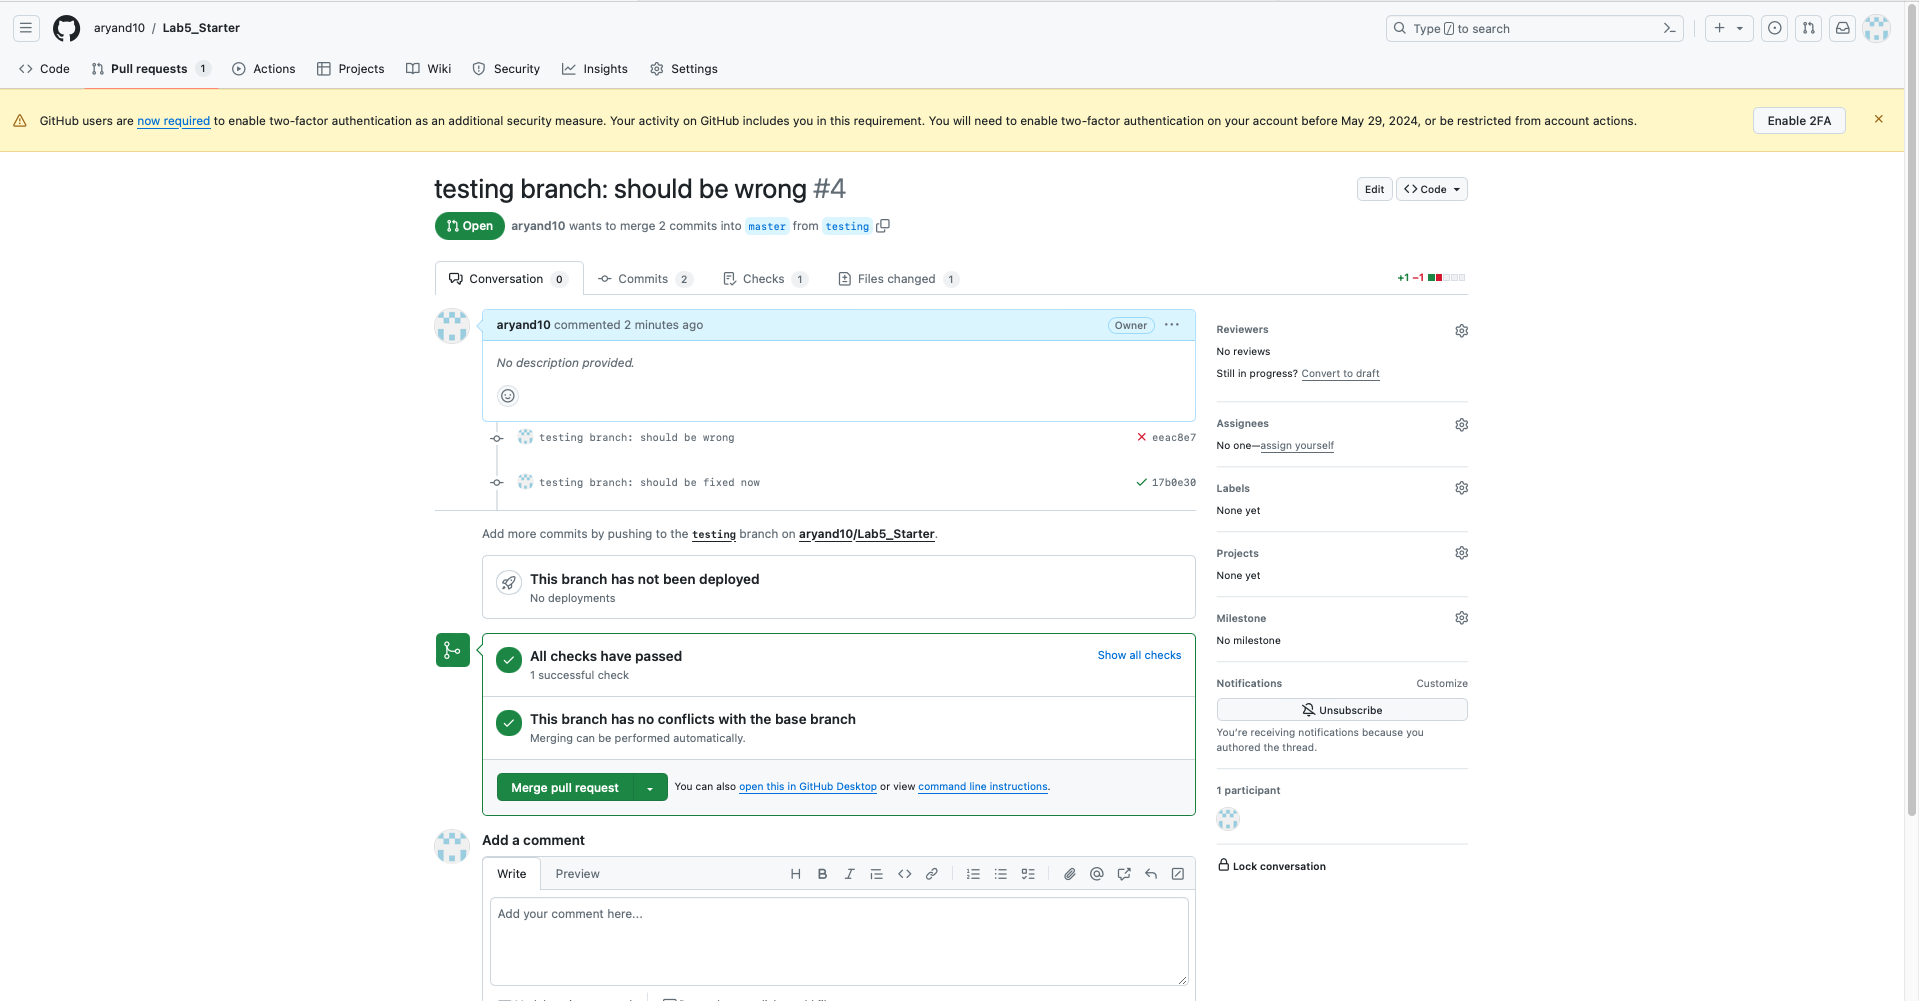 aryand10 / Lab5_Starter
Type / to search
Code
Pull requests 1
Actions
Projects
Wiki
Security
Insights
Settings
GitHub users are now required to enable two-factor authentication as an additional security measure. Your activity on GitHub includes you in this requirement. You will need to enable two-factor authentication on your account before May 29, 2024, or be restricted from account actions.
Enable 2FA
testing branch: should be wrong #4
Edit
Code
Open
aryand10 wants to merge 2 commits into master from testing
Conversation 0
Commits 2
Checks 1
Files changed 1
+1 −1
aryand10 commented 2 minutes ago
Owner
No description provided.
testing branch: should be wrong
eeac8e7
testing branch: should be fixed now
17b0e30
Add more commits by pushing to the testing branch on aryand10/Lab5_Starter.
This branch has not been deployed
No deployments
All checks have passed
1 successful check
Show all checks
This branch has no conflicts with the base branch
Merging can be performed automatically.
Merge pull request
You can also open this in GitHub Desktop or view command line instructions.
Add a comment
Write
Preview
Add your comment here...
Reviewers
No reviews
Still in progress? Convert to draft
Assignees
No one—assign yourself
Labels
None yet
Projects
None yet
Milestone
No milestone
Notifications
Customize
Unsubscribe
You're receiving notifications because you
authored the thread.
1 participant
Lock conversation